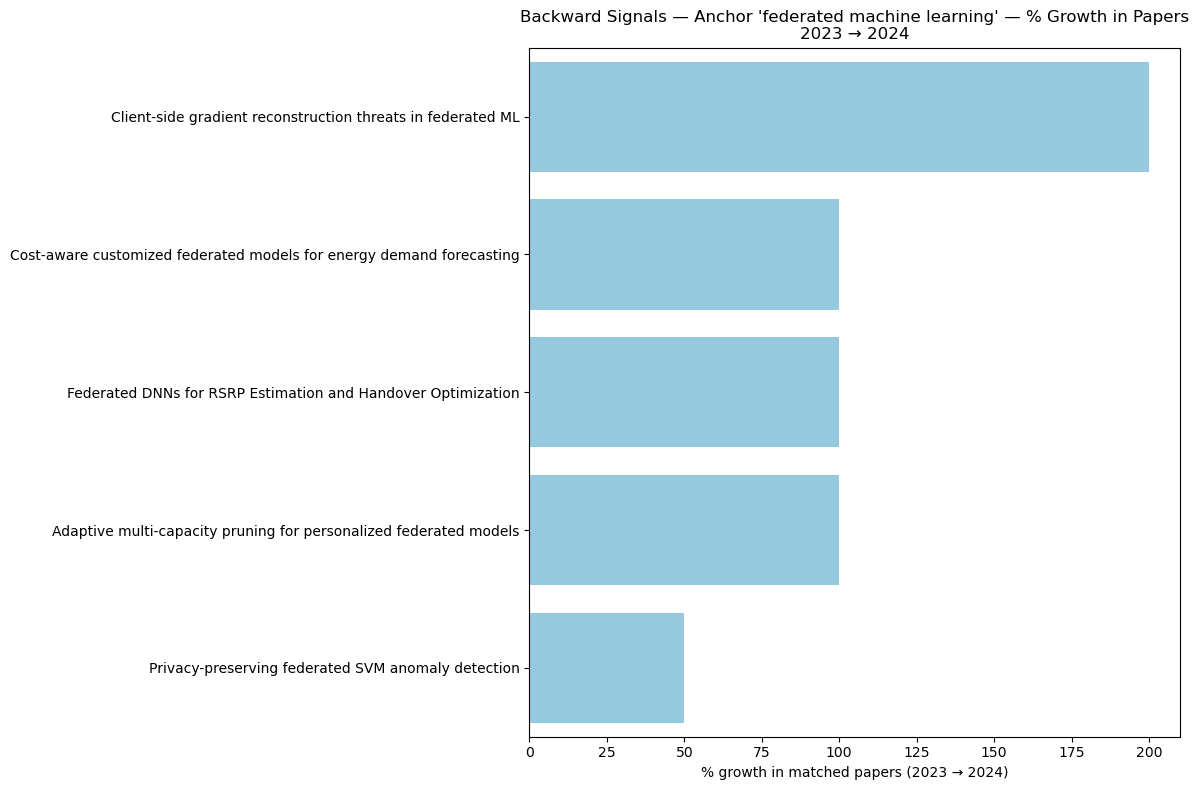 Backward Signals — Anchor 'federated machine learning' — % Growth in Papers
2023 → 2024
Client-side gradient reconstruction threats in federated ML
Cost-aware customized federated models for energy demand forecasting
Federated DNNs for RSRP Estimation and Handover Optimization
Adaptive multi-capacity pruning for personalized federated models
Privacy-preserving federated SVM anomaly detection
0 25 50 75 100 125 150 175 200
% growth in matched papers (2023 → 2024)